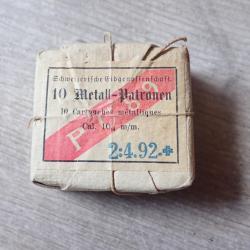 Schweizerische Eidgenossenschaft.
10 Metall-Patronen
10 Cartouches métalliques
Cal. 10,4 m/m.
2.4.92.